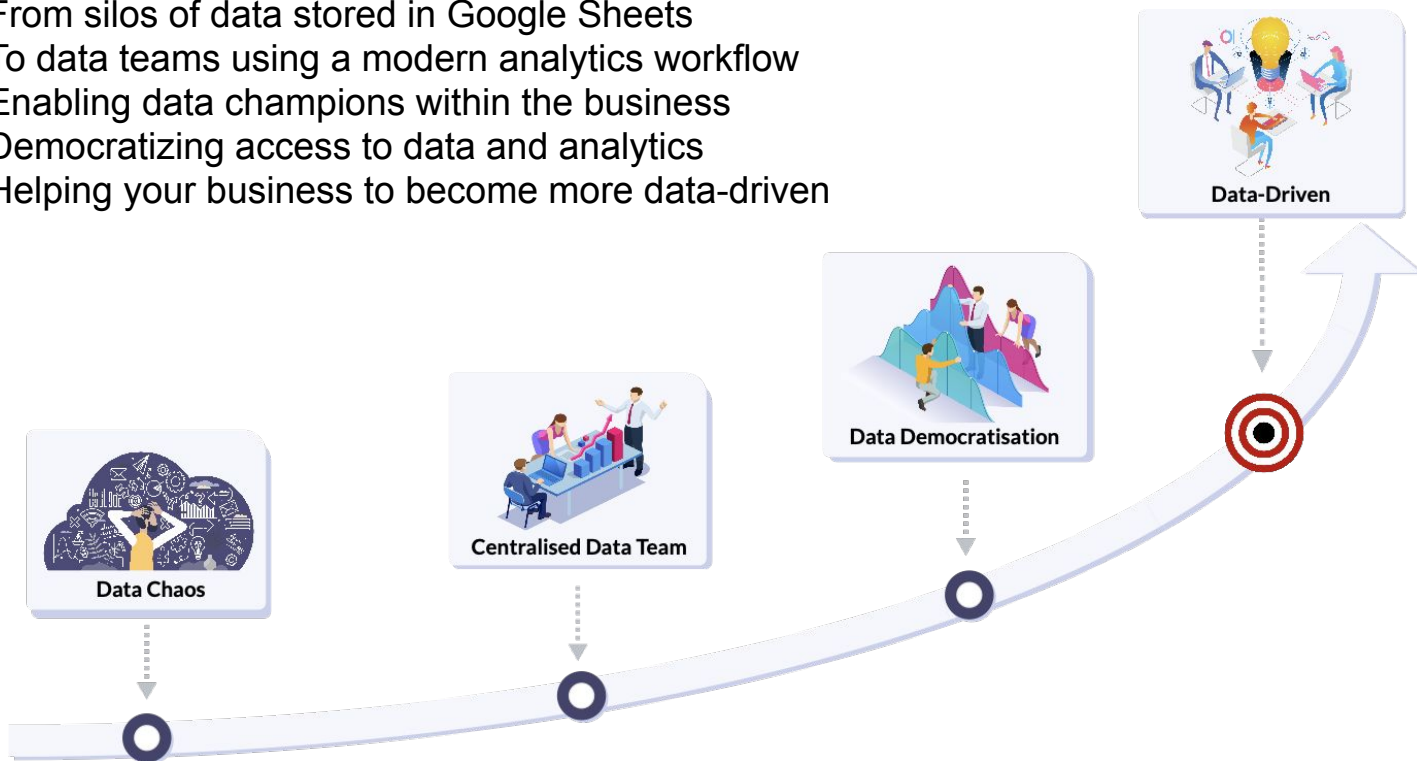 From silos of data stored in Google Sheets
To data teams using a modern analytics workflow
Enabling data champions within the business
Democratizing access to data and analytics
Helping your business to become more data-driven
Data-Driven
Data Democratisation
Centralised Data Team
Data Chaos